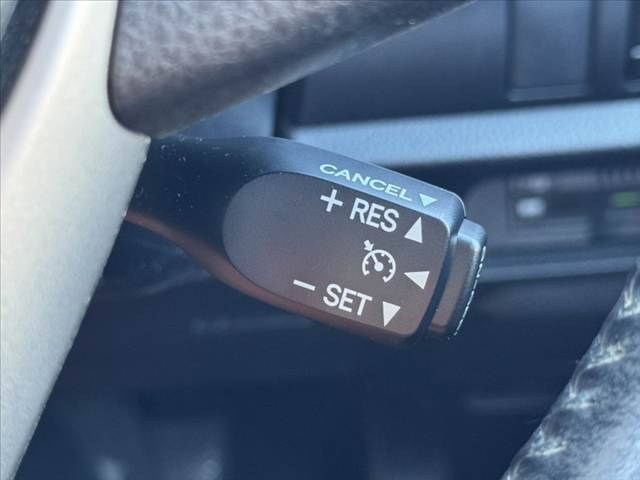 CANCEL ▼
+ RES ▲
◀
− SET ▼